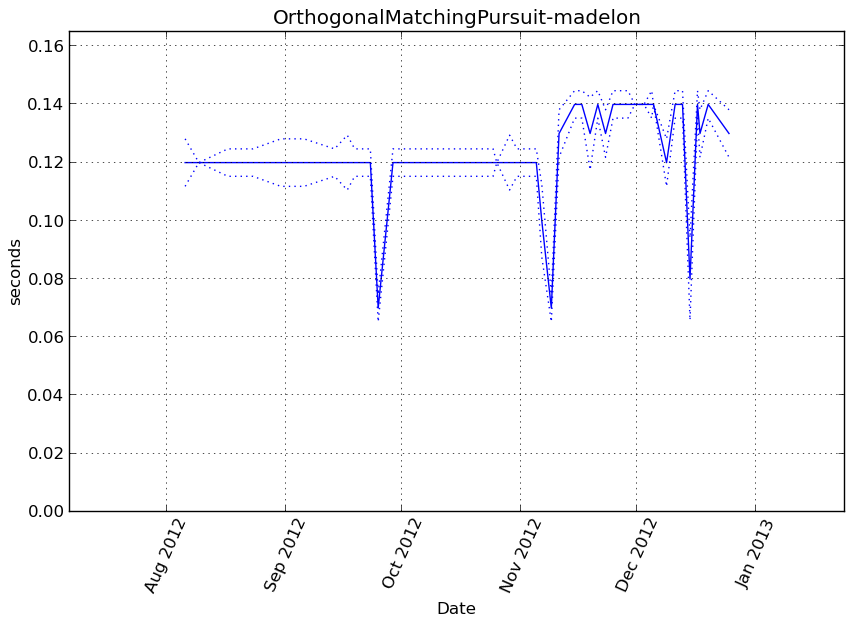 OrthogonalMatchingPursuit-madelon
0.16
0.14
0.12
0.10
0.08
0.06
0.04
0.02
0.00
seconds
Aug 2012
Sep 2012
Oct 2012
Nov 2012
Dec 2012
Jan 2013
Date